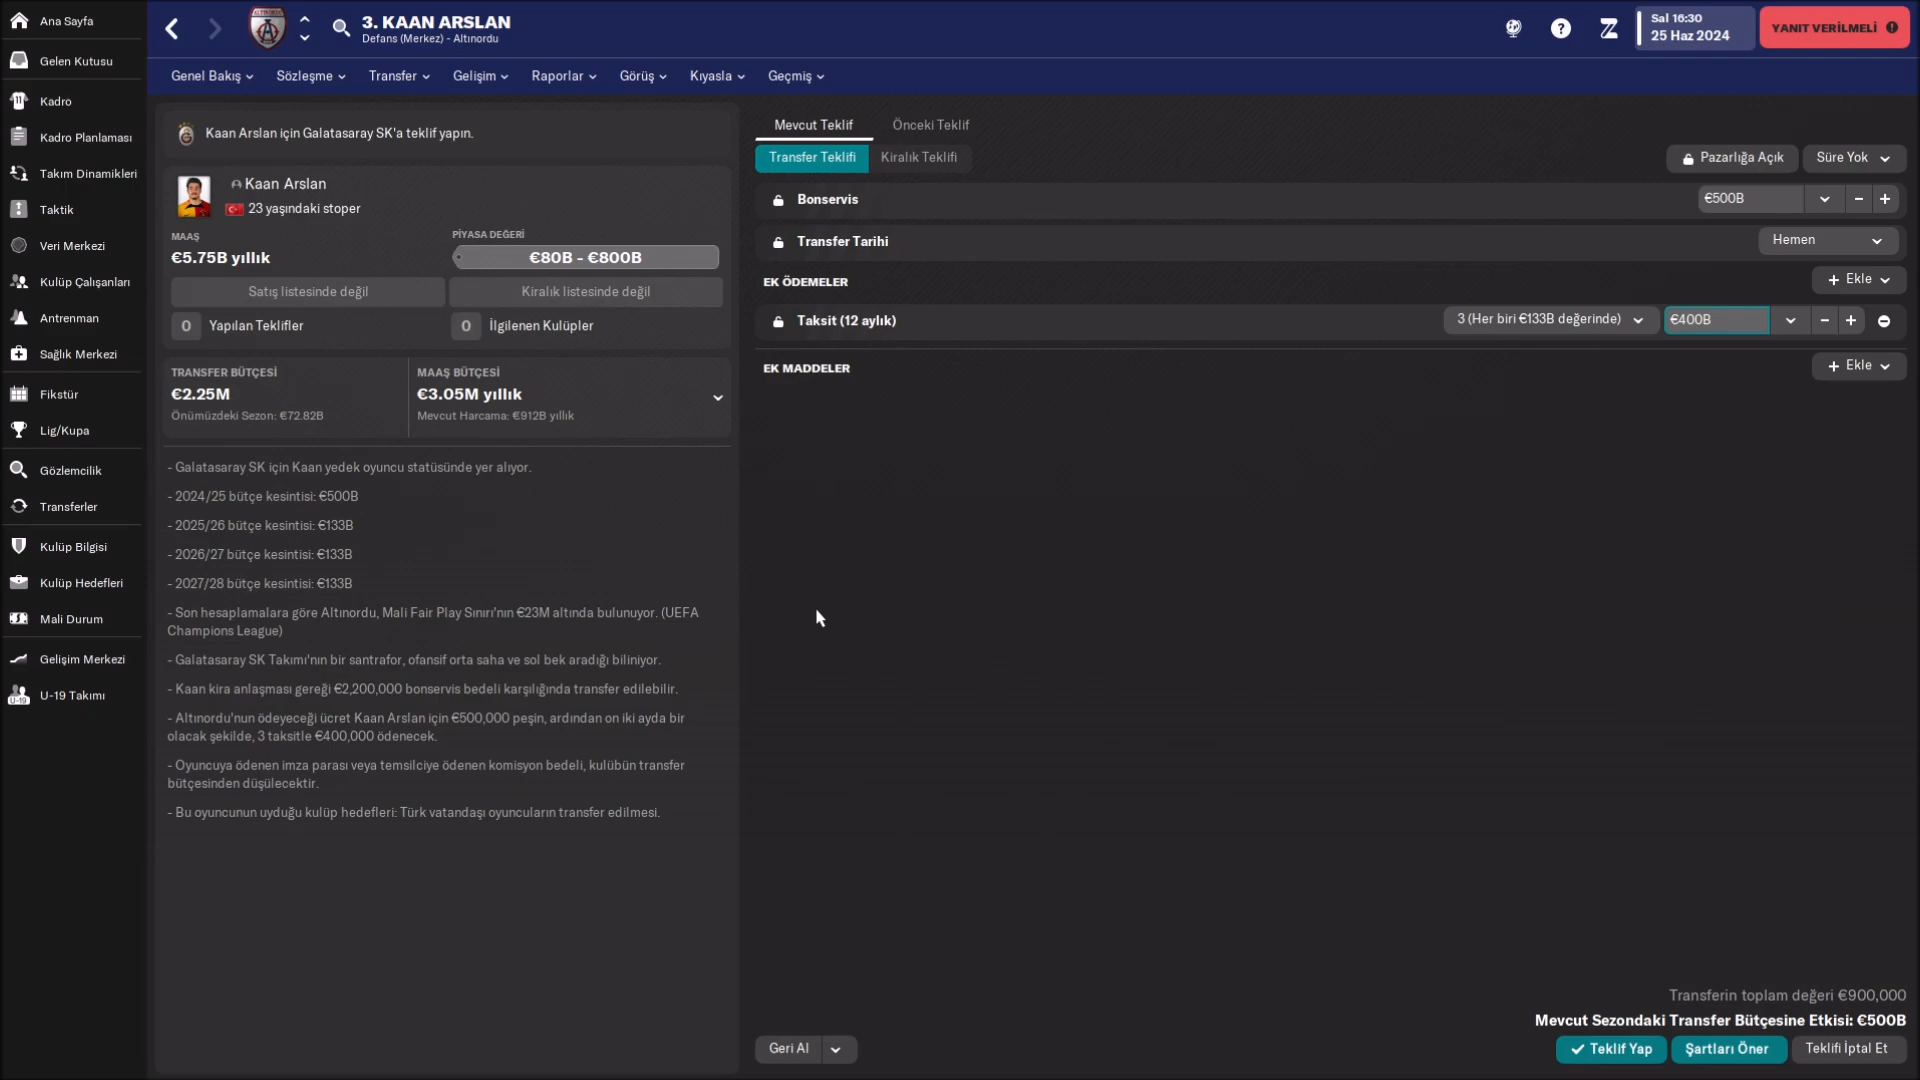 Ana Sayfa
Gelen Kutusu
Kadro
Kadro Planlaması
Takım Dinamikleri
Taktik
Veri Merkezi
Kulüp Çalışanları
Antrenman
Sağlık Merkezi
Fikstür
Lig/Kupa
Gözlemcilik
Transferler
Kulüp Bilgisi
Kulüp Hedefleri
Mali Durum
Gelişim Merkezi
U-19 Takımı
3. KAAN ARSLAN
Defans (Merkez) - Altınordu
Sal 16:30
25 Haz 2024
YANIT VERİLMELİ
Genel Bakış Sözleşme Transfer Gelişim Raporlar Görüş Kıyasla Geçmiş
Kaan Arslan için Galatasaray SK'a teklif yapın.
Kaan Arslan
23 yaşındaki stoper
MAAŞ
€5.75B yıllık
PİYASA DEĞERİ
€80B - €800B
Satış listesinde değil
Kiralık listesinde değil
0 Yapılan Teklifler
0 İlgilenen Kulüpler
TRANSFER BÜTÇESİ
€2.25M
Önümüzdeki Sezon: €72.82B
MAAŞ BÜTÇESİ
€3.05M yıllık
Mevcut Harcama: €912B yıllık
- Galatasaray SK için Kaan yedek oyuncu statüsünde yer alıyor.
- 2024/25 bütçe kesintisi: €500B
- 2025/26 bütçe kesintisi: €133B
- 2026/27 bütçe kesintisi: €133B
- 2027/28 bütçe kesintisi: €133B
- Son hesaplamalara göre Altınordu, Mali Fair Play Sınırı'nın €23M altında bulunuyor. (UEFA
Champions League)
- Galatasaray SK Takımı'nın bir santrafor, ofansif orta saha ve sol bek aradığı biliniyor.
- Kaan kira anlaşması gereği €2,200,000 bonservis bedeli karşılığında transfer edilebilir.
- Altınordu'nun ödeyeceği ücret Kaan Arslan için €500,000 peşin, ardından on iki ayda bir
olacak şekilde, 3 taksitle €400,000 ödenecek.
- Oyuncuya ödenen imza parası veya temsilciye ödenen komisyon bedeli, kulübün transfer
bütçesinden düşülecektir.
- Bu oyuncunun uyduğu kulüp hedefleri: Türk vatandaşı oyuncuların transfer edilmesi.
Mevcut Teklif Önceki Teklif
Transfer Teklifi Kiralık Teklifi
Pazarlığa Açık Süre Yok
Bonservis €500B
Transfer Tarihi Hemen
EK ÖDEMELER + Ekle
Taksit (12 aylık) 3 (Her biri €133B değerinde) €400B
EK MADDELER + Ekle
Transferin toplam değeri €900,000
Mevcut Sezondaki Transfer Bütçesine Etkisi: €500B
Geri Al
Teklif Yap Şartları Öner Teklifi İptal Et